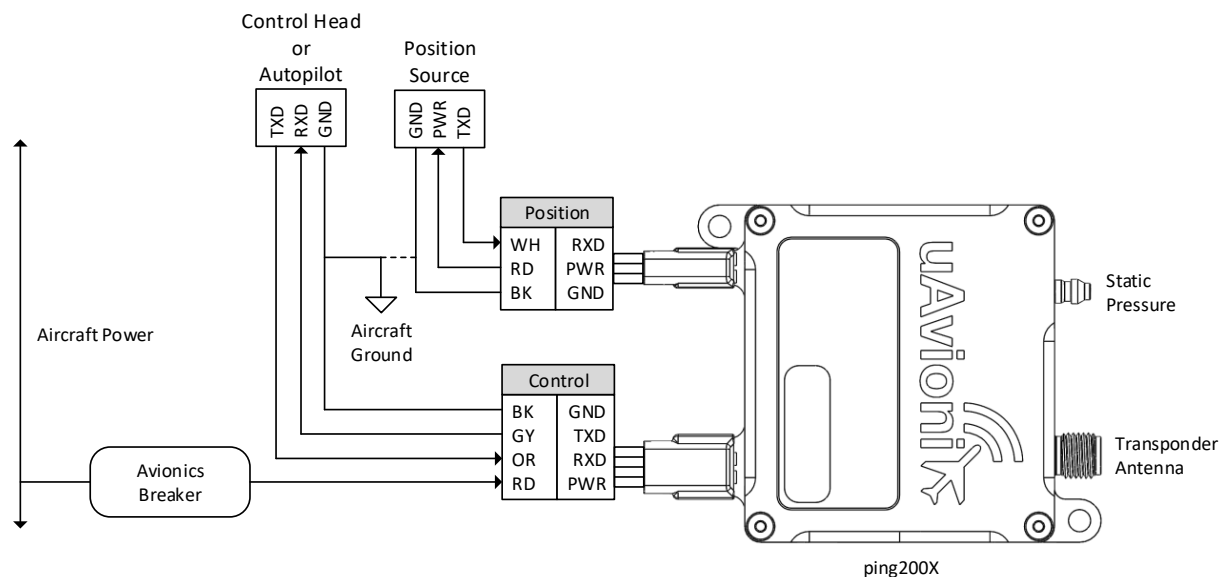 Control Head
or
Autopilot
Position
Source
TXD
RXD
GND
GND
PWR
TXD
Position
WH RXD
RD PWR
BK GND
Aircraft
Ground
Aircraft Power
Control
BK GND
GY TXD
OR RXD
RD PWR
Avionics
Breaker
uAvionix
Static
Pressure
Transponder
Antenna
ping200X